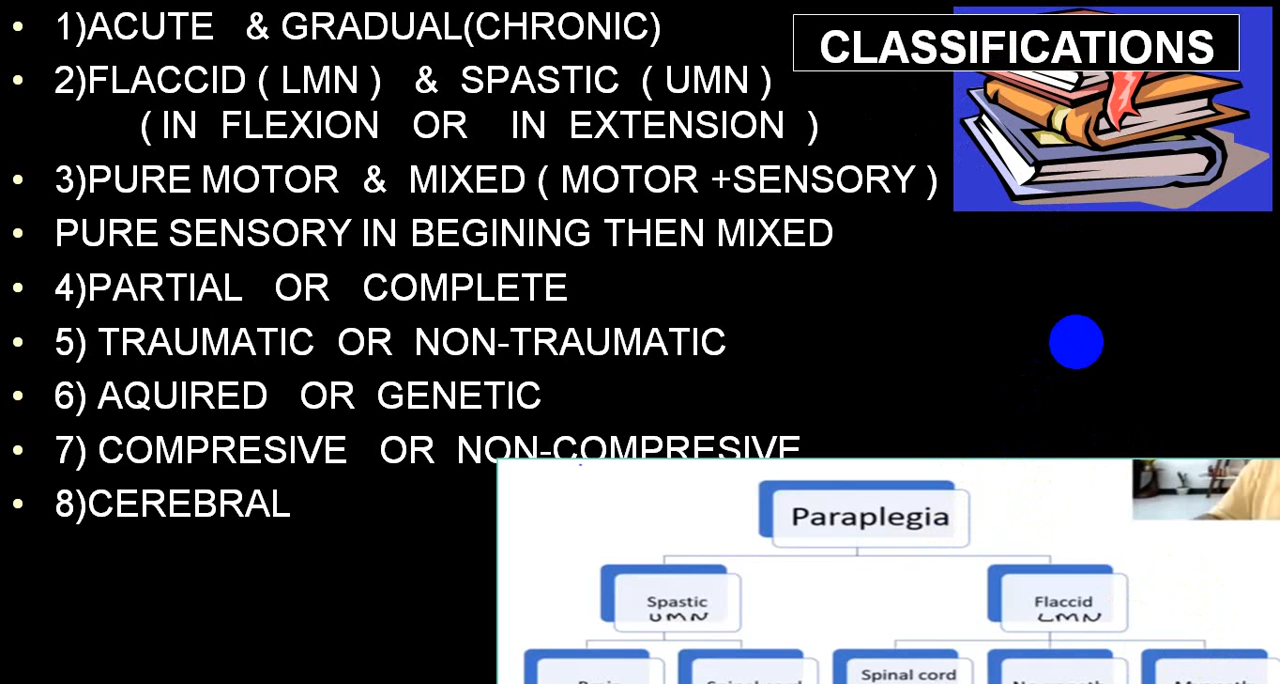 CLASSIFICATIONS
• 1)ACUTE & GRADUAL(CHRONIC)
• 2)FLACCID ( LMN ) & SPASTIC ( UMN )
( IN FLEXION OR IN EXTENSION )
• 3)PURE MOTOR & MIXED ( MOTOR +SENSORY )
• PURE SENSORY IN BEGINING THEN MIXED
• 4)PARTIAL OR COMPLETE
• 5) TRAUMATIC OR NON-TRAUMATIC
• 6) AQUIRED OR GENETIC
• 7) COMPRESIVE OR NON-COMPRESIVE
• 8)CEREBRAL
Paraplegia
Spastic
UMN
Flaccid
LMN
Spinal cord